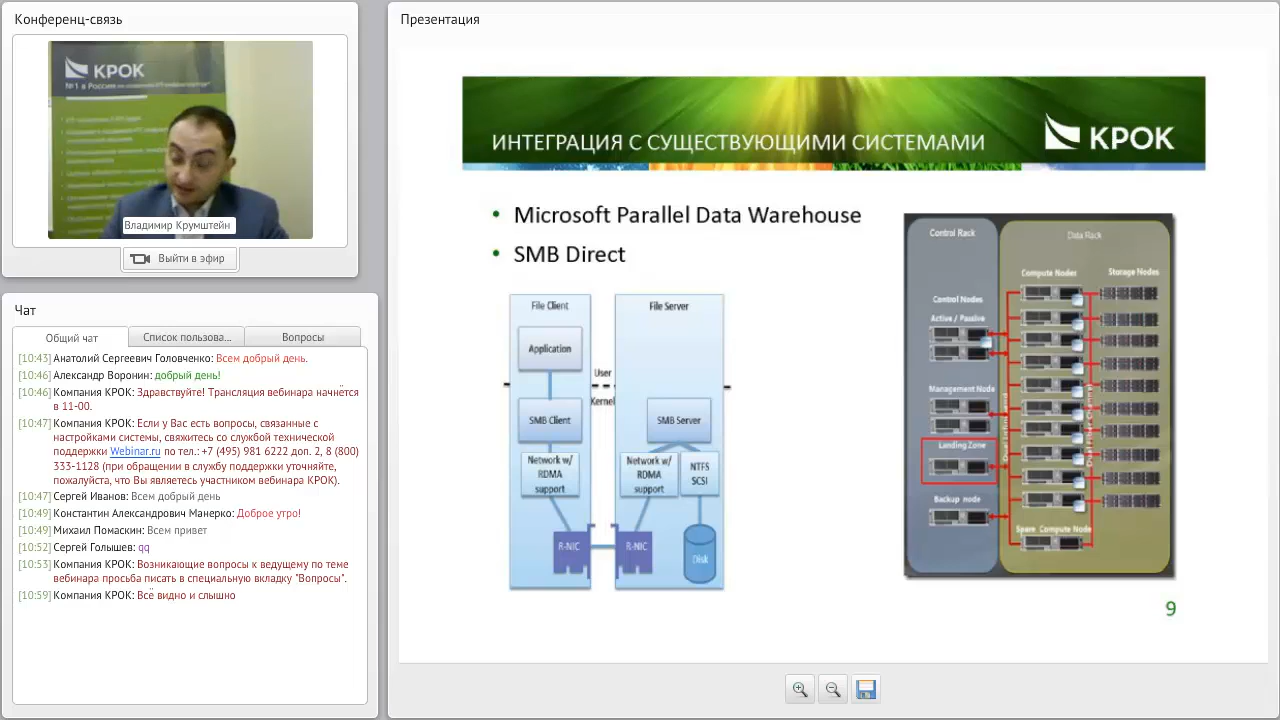 Конференц-связь
КРОК
№1 в России
Владимир Крумштейн
Выйти в эфир
Чат
Общий чат
Список пользова...
Вопросы
[10:43] Анатолий Сергеевич Головченко: Всем добрый день.
[10:46] Александр Воронин: добрый день!
[10:46] Компания КРОК: Здравствуйте! Трансляция вебинара начнётся
в 11-00.
[10:47] Компания КРОК: Если у Вас есть вопросы, связанные с
настройками системы, свяжитесь со службой технической
поддержки Webinar.ru по тел.: +7 (495)
333-1128 (при обращении в службу поддержки уточняйте,
пожалуйста, что Вы являетесь участником вебинара КРОК).
[10:47] Сергей Иванов: Всем добрый день
[10:49] Константин Александрович Манерко: Доброе утро!
[10:49] Михаил Помаскин: Всем привет
[10:52] Сергей Голышев: qq
[10:53] Компания КРОК: Возникающие вопросы к ведущему по теме
вебинара просьба писать в специальную вкладку "Вопросы".
[10:59] Компания КРОК: Всё видно и слышно
Презентация
ИНТЕГРАЦИЯ С СУЩЕСТВУЮЩИМИ СИСТЕМАМИ
КРОК
• Microsoft Parallel Data Warehouse
• SMB Direct
File Client
File Server
Application
User
Kernel
SMB Client
SMB Server
Network w/
RDMA
support
Network w/
RDMA
support
NTFS
SCSI
R-NIC
R-NIC
Disk
Control Rack
Data Rack
Compute Nodes
Storage Nodes
Control Nodes
Active / Passive
Management Node
Landing Zone
Backup node
Spare Compute Node
9